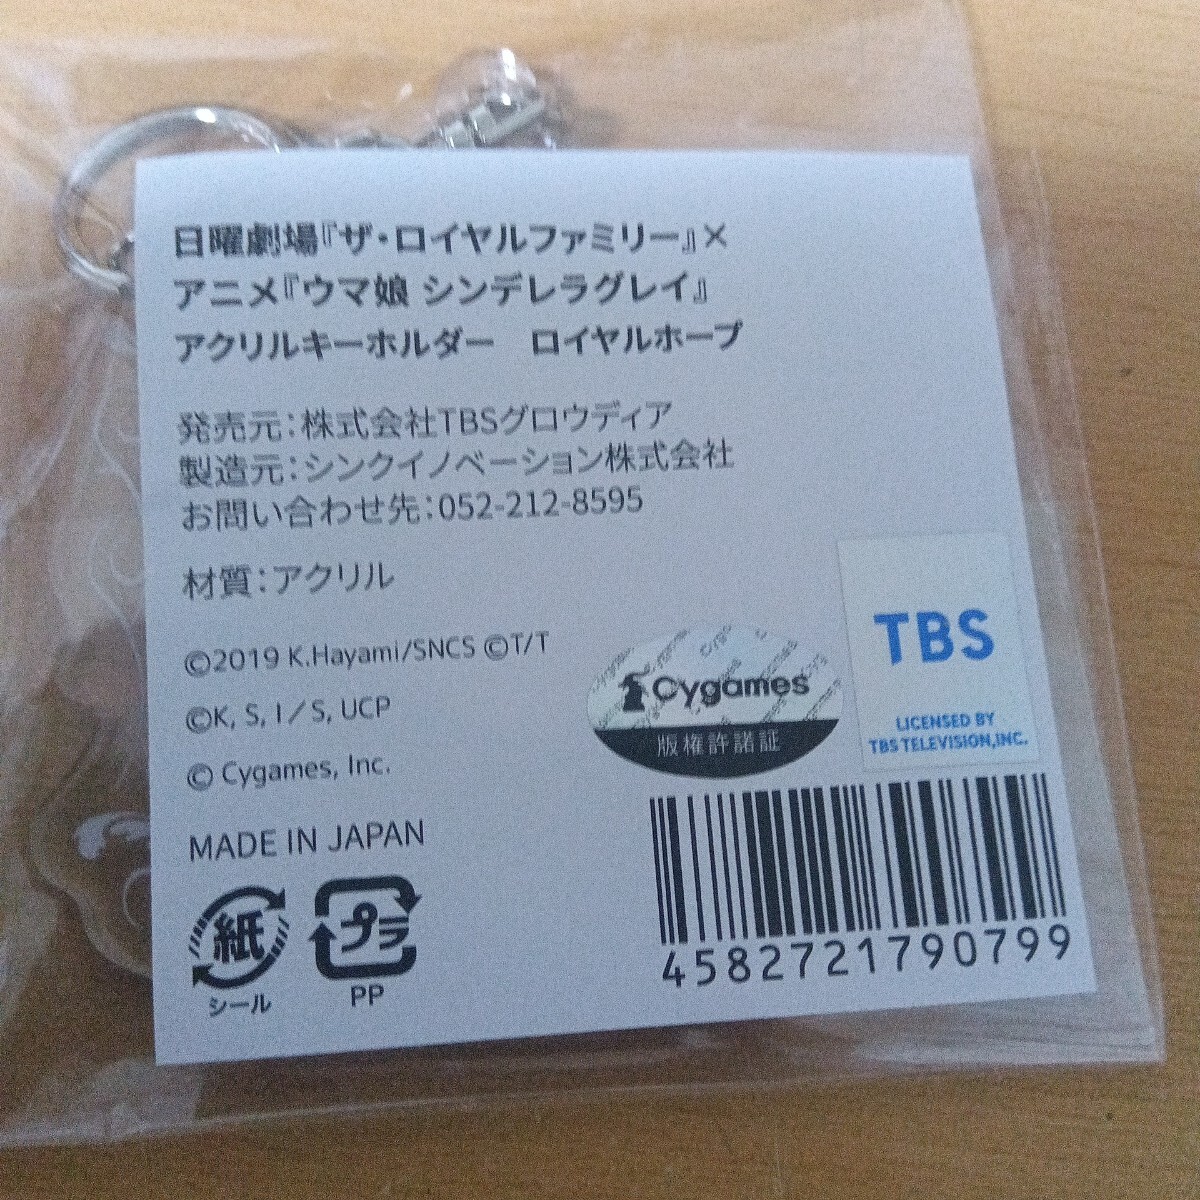 日曜劇場『ザ・ロイヤルファミリー』×
アニメ『ウマ娘 シンデレラグレイ』
アクリルキーホルダー　ロイヤルホープ
発売元：株式会社TBSグロウディア
製造元：シンクイノベーション株式会社
お問い合わせ先：052-212-8595
材質：アクリル
©2019 K.Hayami/SNCS ©T/T
©K, S, I／S, UCP
© Cygames, Inc.
MADE IN JAPAN
紙
シール
プラ
PP
Cygames
版権許諾証
TBS
LICENSED BY
TBS TELEVISION,INC.
4582721790799